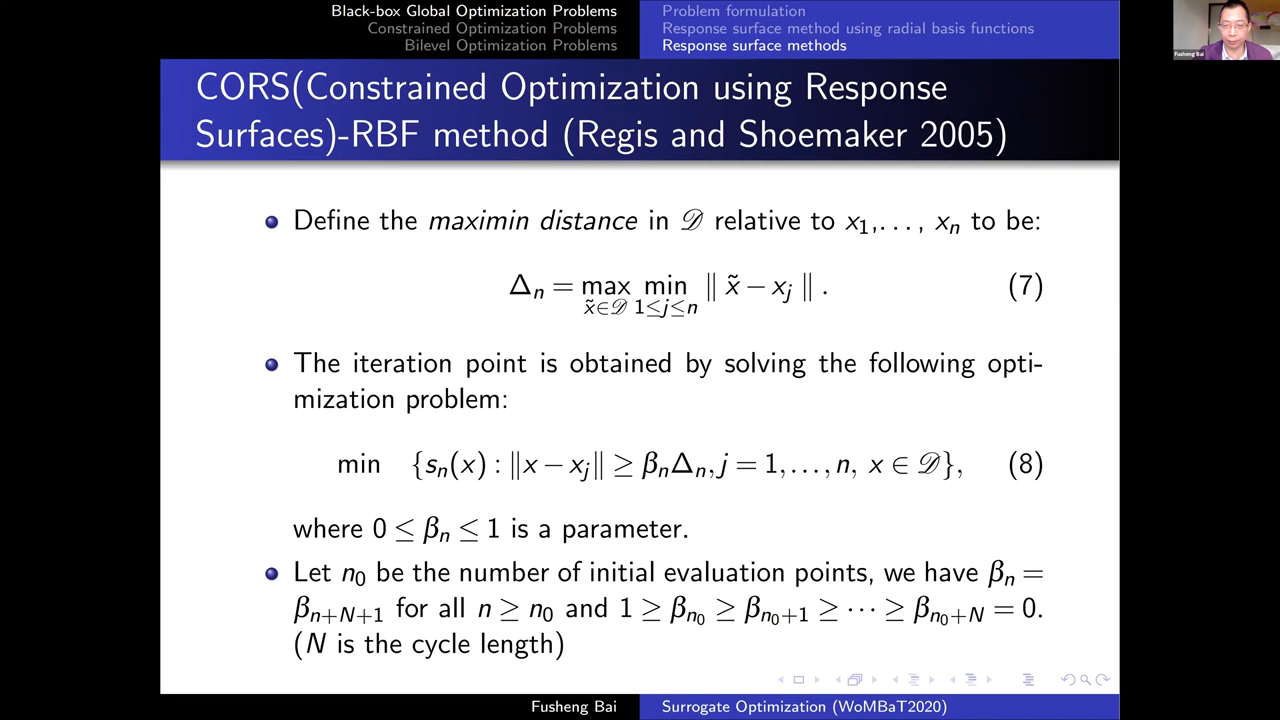 Black-box Global Optimization Problems
Constrained Optimization Problems
Bilevel Optimization Problems
Problem formulation
Response surface method using radial basis functions
Response surface methods
Fusheng Bai
CORS(Constrained Optimization using Response
Surfaces)-RBF method (Regis and Shoemaker 2005)
Define the maximin distance in 𝒟 relative to x₁,..., xₙ to be:
Δₙ = max min ‖ x̃ − xⱼ ‖ . (7)
x̃∈𝒟 1≤j≤n
The iteration point is obtained by solving the following opti-
mization problem:
min {sₙ(x) : ‖x − xⱼ‖ ≥ βₙΔₙ, j = 1,...,n, x ∈ 𝒟}, (8)
where 0 ≤ βₙ ≤ 1 is a parameter.
Let n₀ be the number of initial evaluation points, we have βₙ =
βₙ₊N₊₁ for all n ≥ n₀ and 1 ≥ βₙ₀ ≥ βₙ₀₊₁ ≥ ⋯ ≥ βₙ₀₊N = 0.
(N is the cycle length)
Fusheng Bai
Surrogate Optimization (WoMBaT2020)